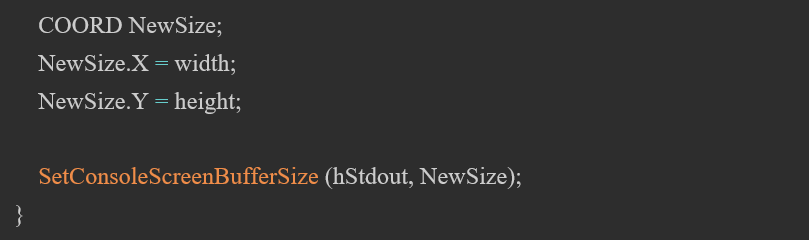 COORD NewSize;
NewSize.X = width;
NewSize.Y = height;
SetConsoleScreenBufferSize (hStdout, NewSize);
}